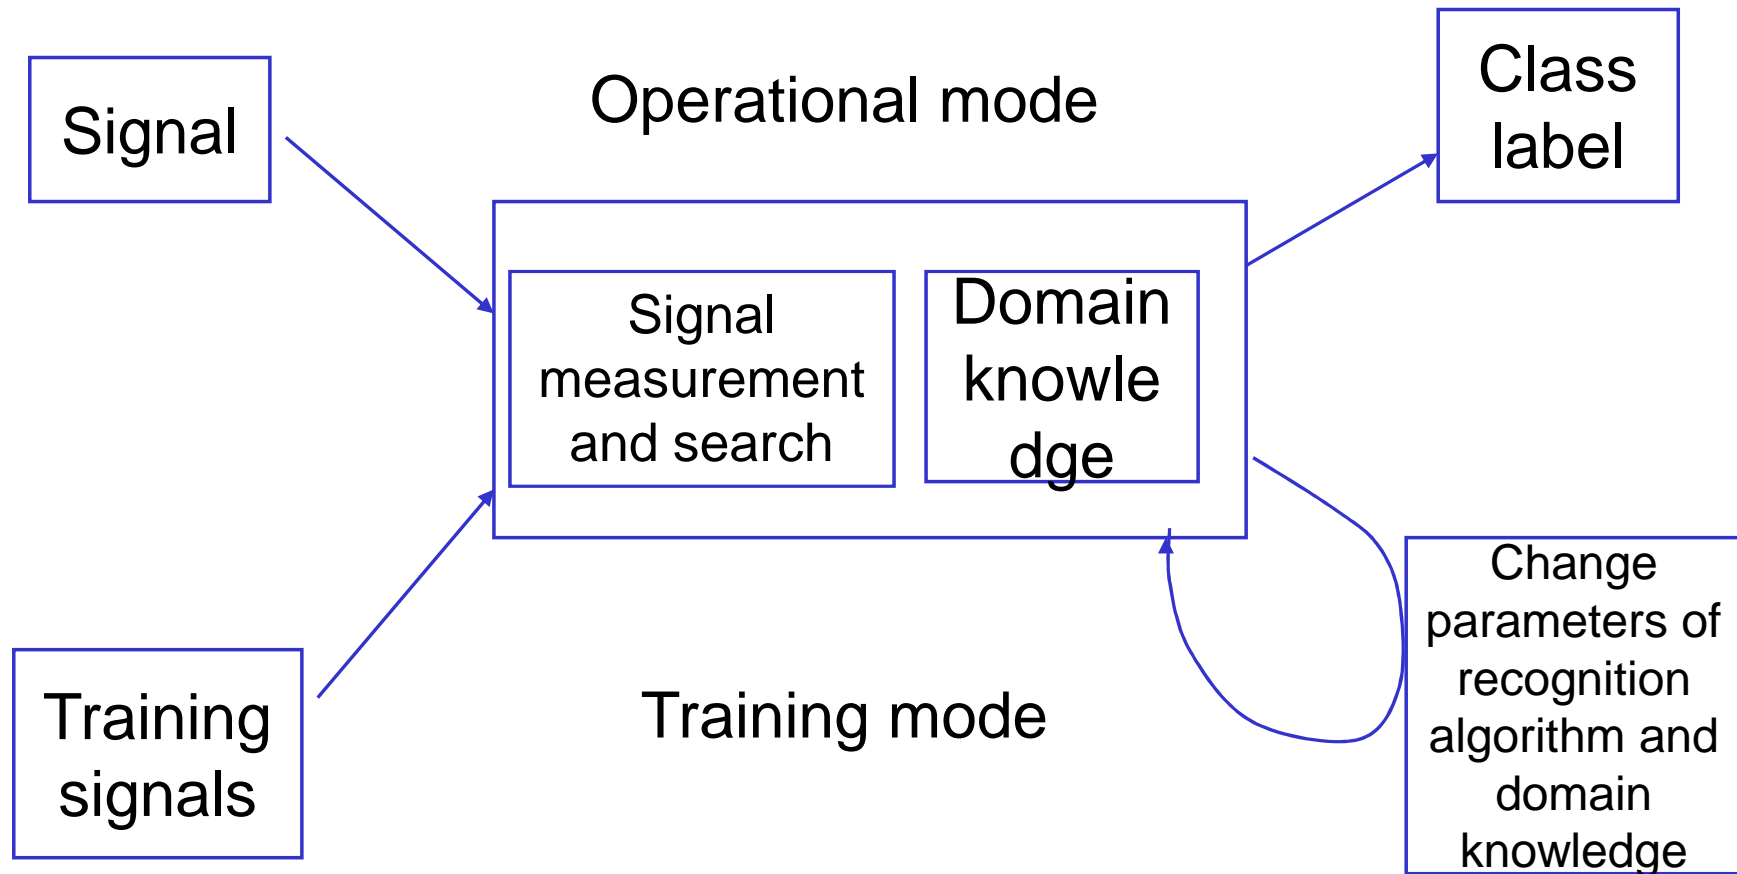 Signal
Operational mode
Class
label
Signal
measurement
and search
Domain
knowle
dge
Training
signals
Training mode
Change
parameters of
recognition
algorithm and
domain
knowledge